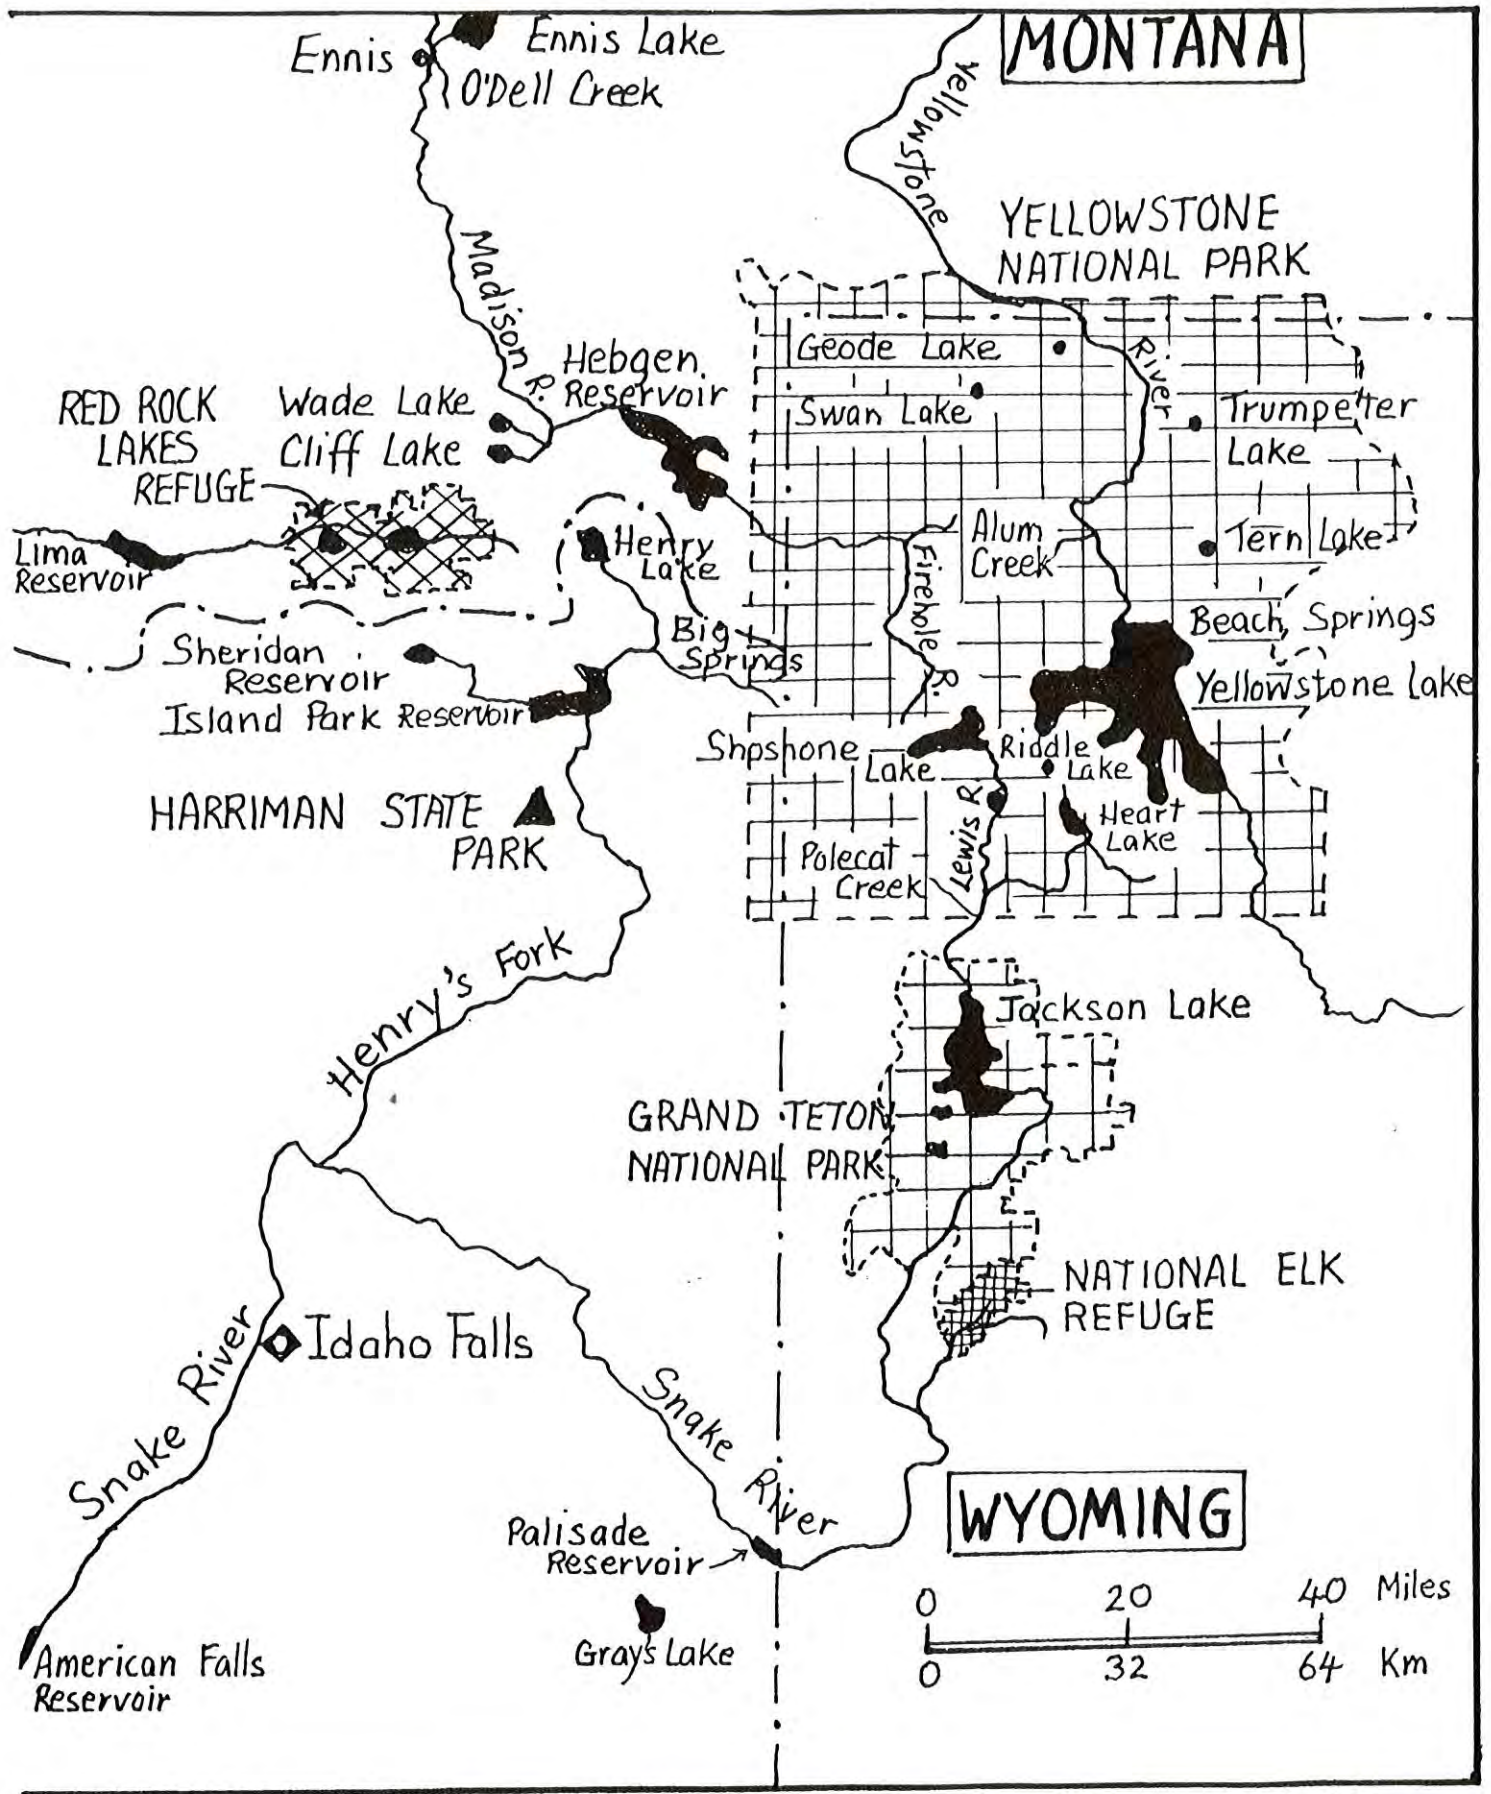 MONTANA
Ennis
Ennis Lake
O'Dell Creek
Yellowstone
River
YELLOWSTONE
NATIONAL PARK
Madison R.
Hebgen
Reservoir
Geode Lake
Swan Lake
Trumpetter
Lake
RED ROCK
LAKES
REFUGE
Wade Lake
Cliff Lake
Lima
Reservoir
Henry
Lake
Alum
Creek
Tern Lake
Firehole R.
Big
Springs
Beach Springs
Sheridan
Reservoir
Island Park Reservoir
Yellowstone Lake
Shpshone
Lake
Riddle
Lake
Lewis R.
Heart
Lake
HARRIMAN STATE
PARK
Polecat
Creek
Henry's Fork
Jackson Lake
GRAND TETON
NATIONAL PARK
NATIONAL ELK
REFUGE
Snake River
Idaho Falls
Snake River
WYOMING
Palisade
Reservoir
Gray's Lake
American Falls
Reservoir
0 20 40 Miles
0 32 64 Km